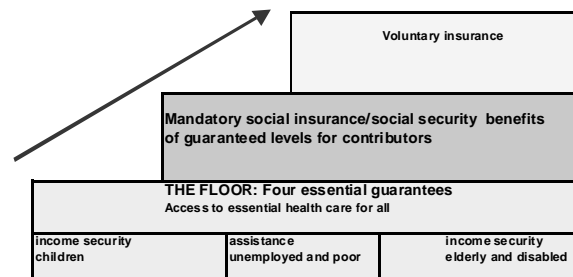 Voluntary insurance
Mandatory social insurance/social security benefits
of guaranteed levels for contributors
THE FLOOR: Four essential guarantees
Access to essential health care for all
income security
children
assistance
unemployed and poor
income security
elderly and disabled